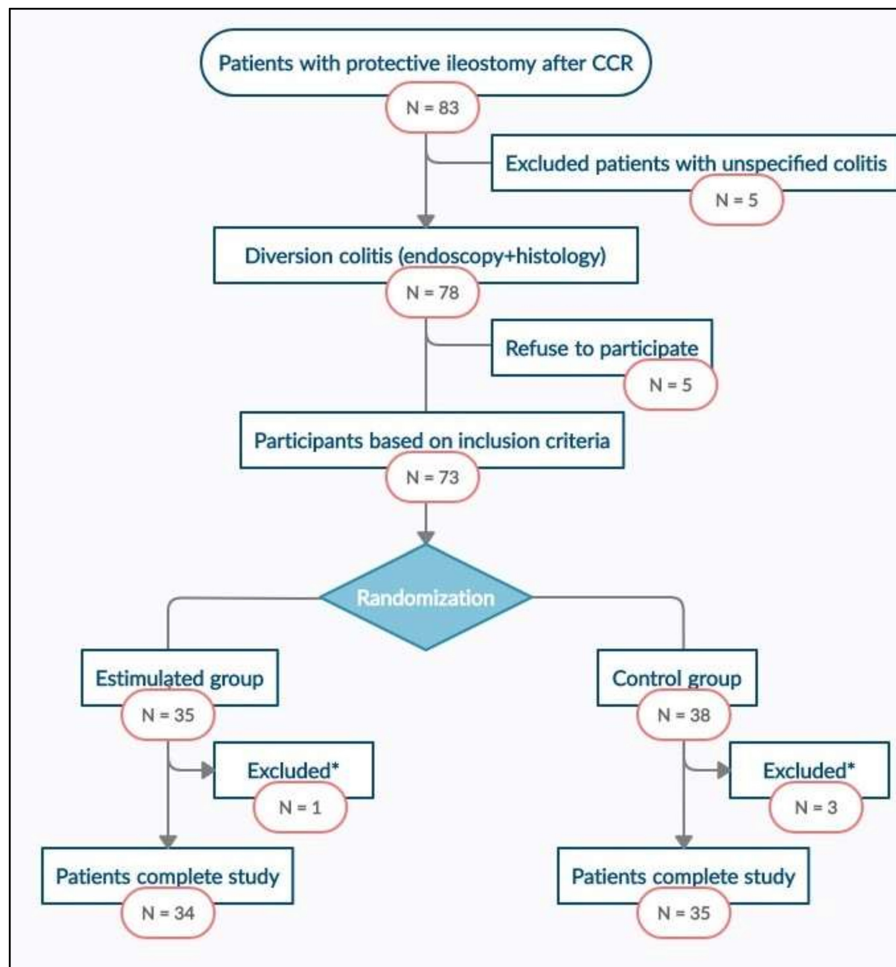 Patients with protective ileostomy after CCR
N = 83
Excluded patients with unspecified colitis
N = 5
Diversion colitis (endoscopy+histology)
N = 78
Refuse to participate
N = 5
Participants based on inclusion criteria
N = 73
Randomization
Estimulated group
N = 35
Control group
N = 38
Excluded*
N = 1
Excluded*
N = 3
Patients complete study
N = 34
Patients complete study
N = 35